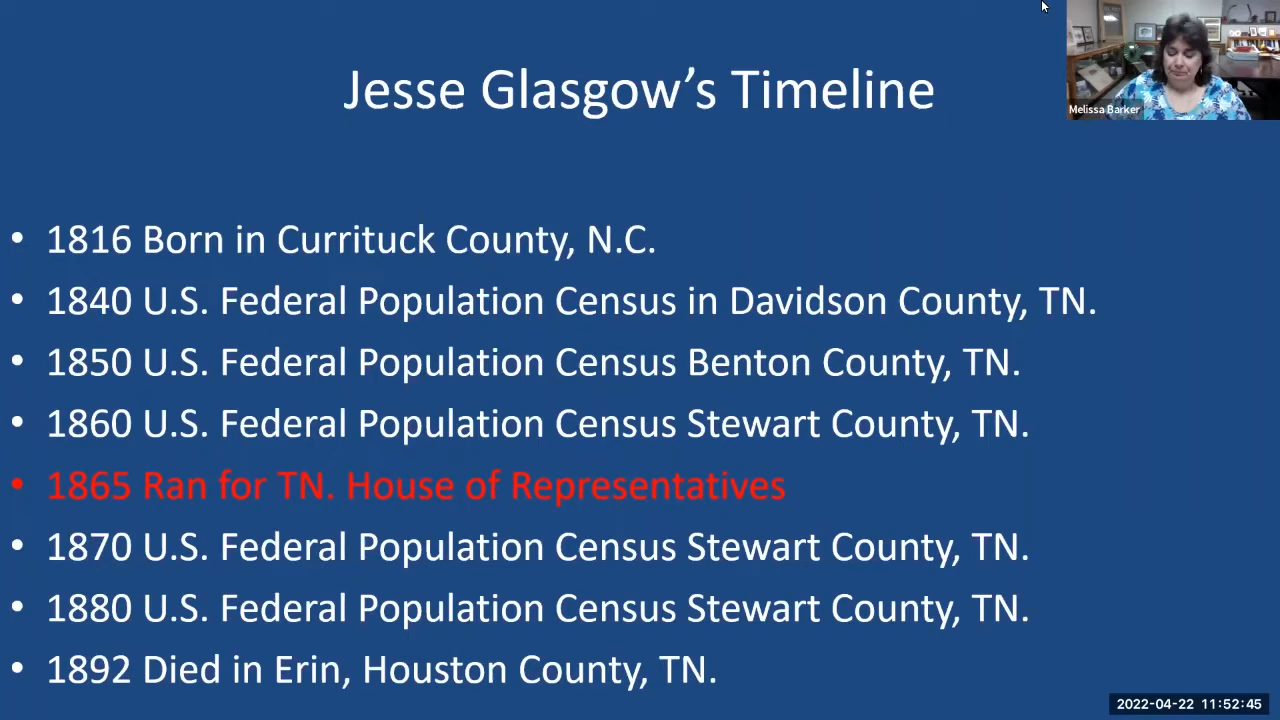 Jesse Glasgow’s Timeline
Melissa Barker
• 1816 Born in Currituck County, N.C.
• 1840 U.S. Federal Population Census in Davidson County, TN.
• 1850 U.S. Federal Population Census Benton County, TN.
• 1860 U.S. Federal Population Census Stewart County, TN.
• 1865 Ran for TN. House of Representatives
• 1870 U.S. Federal Population Census Stewart County, TN.
• 1880 U.S. Federal Population Census Stewart County, TN.
• 1892 Died in Erin, Houston County, TN.
2022-04-22 11:52:45